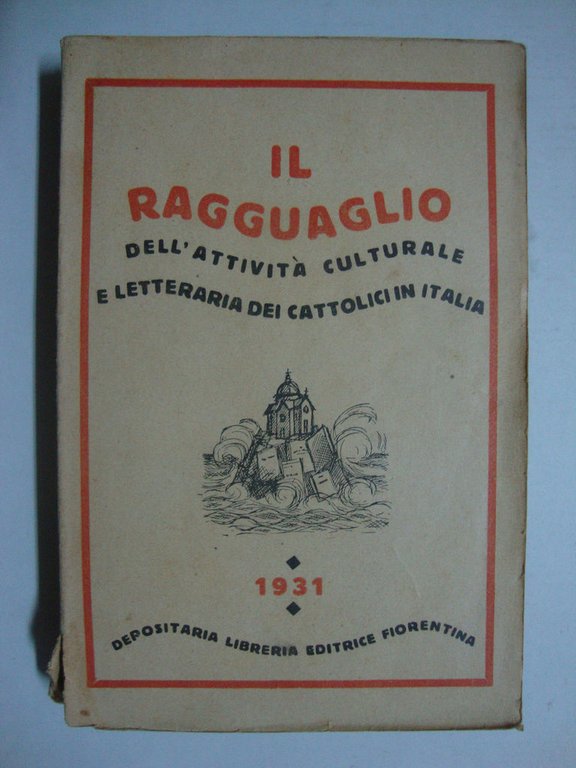 IL
RAGGUAGLIO
DELL'ATTIVITÀ CULTURALE
E LETTERARIA DEI CATTOLICI IN ITALIA
1931
DEPOSITARIA LIBRERIA EDITRICE FIORENTINA